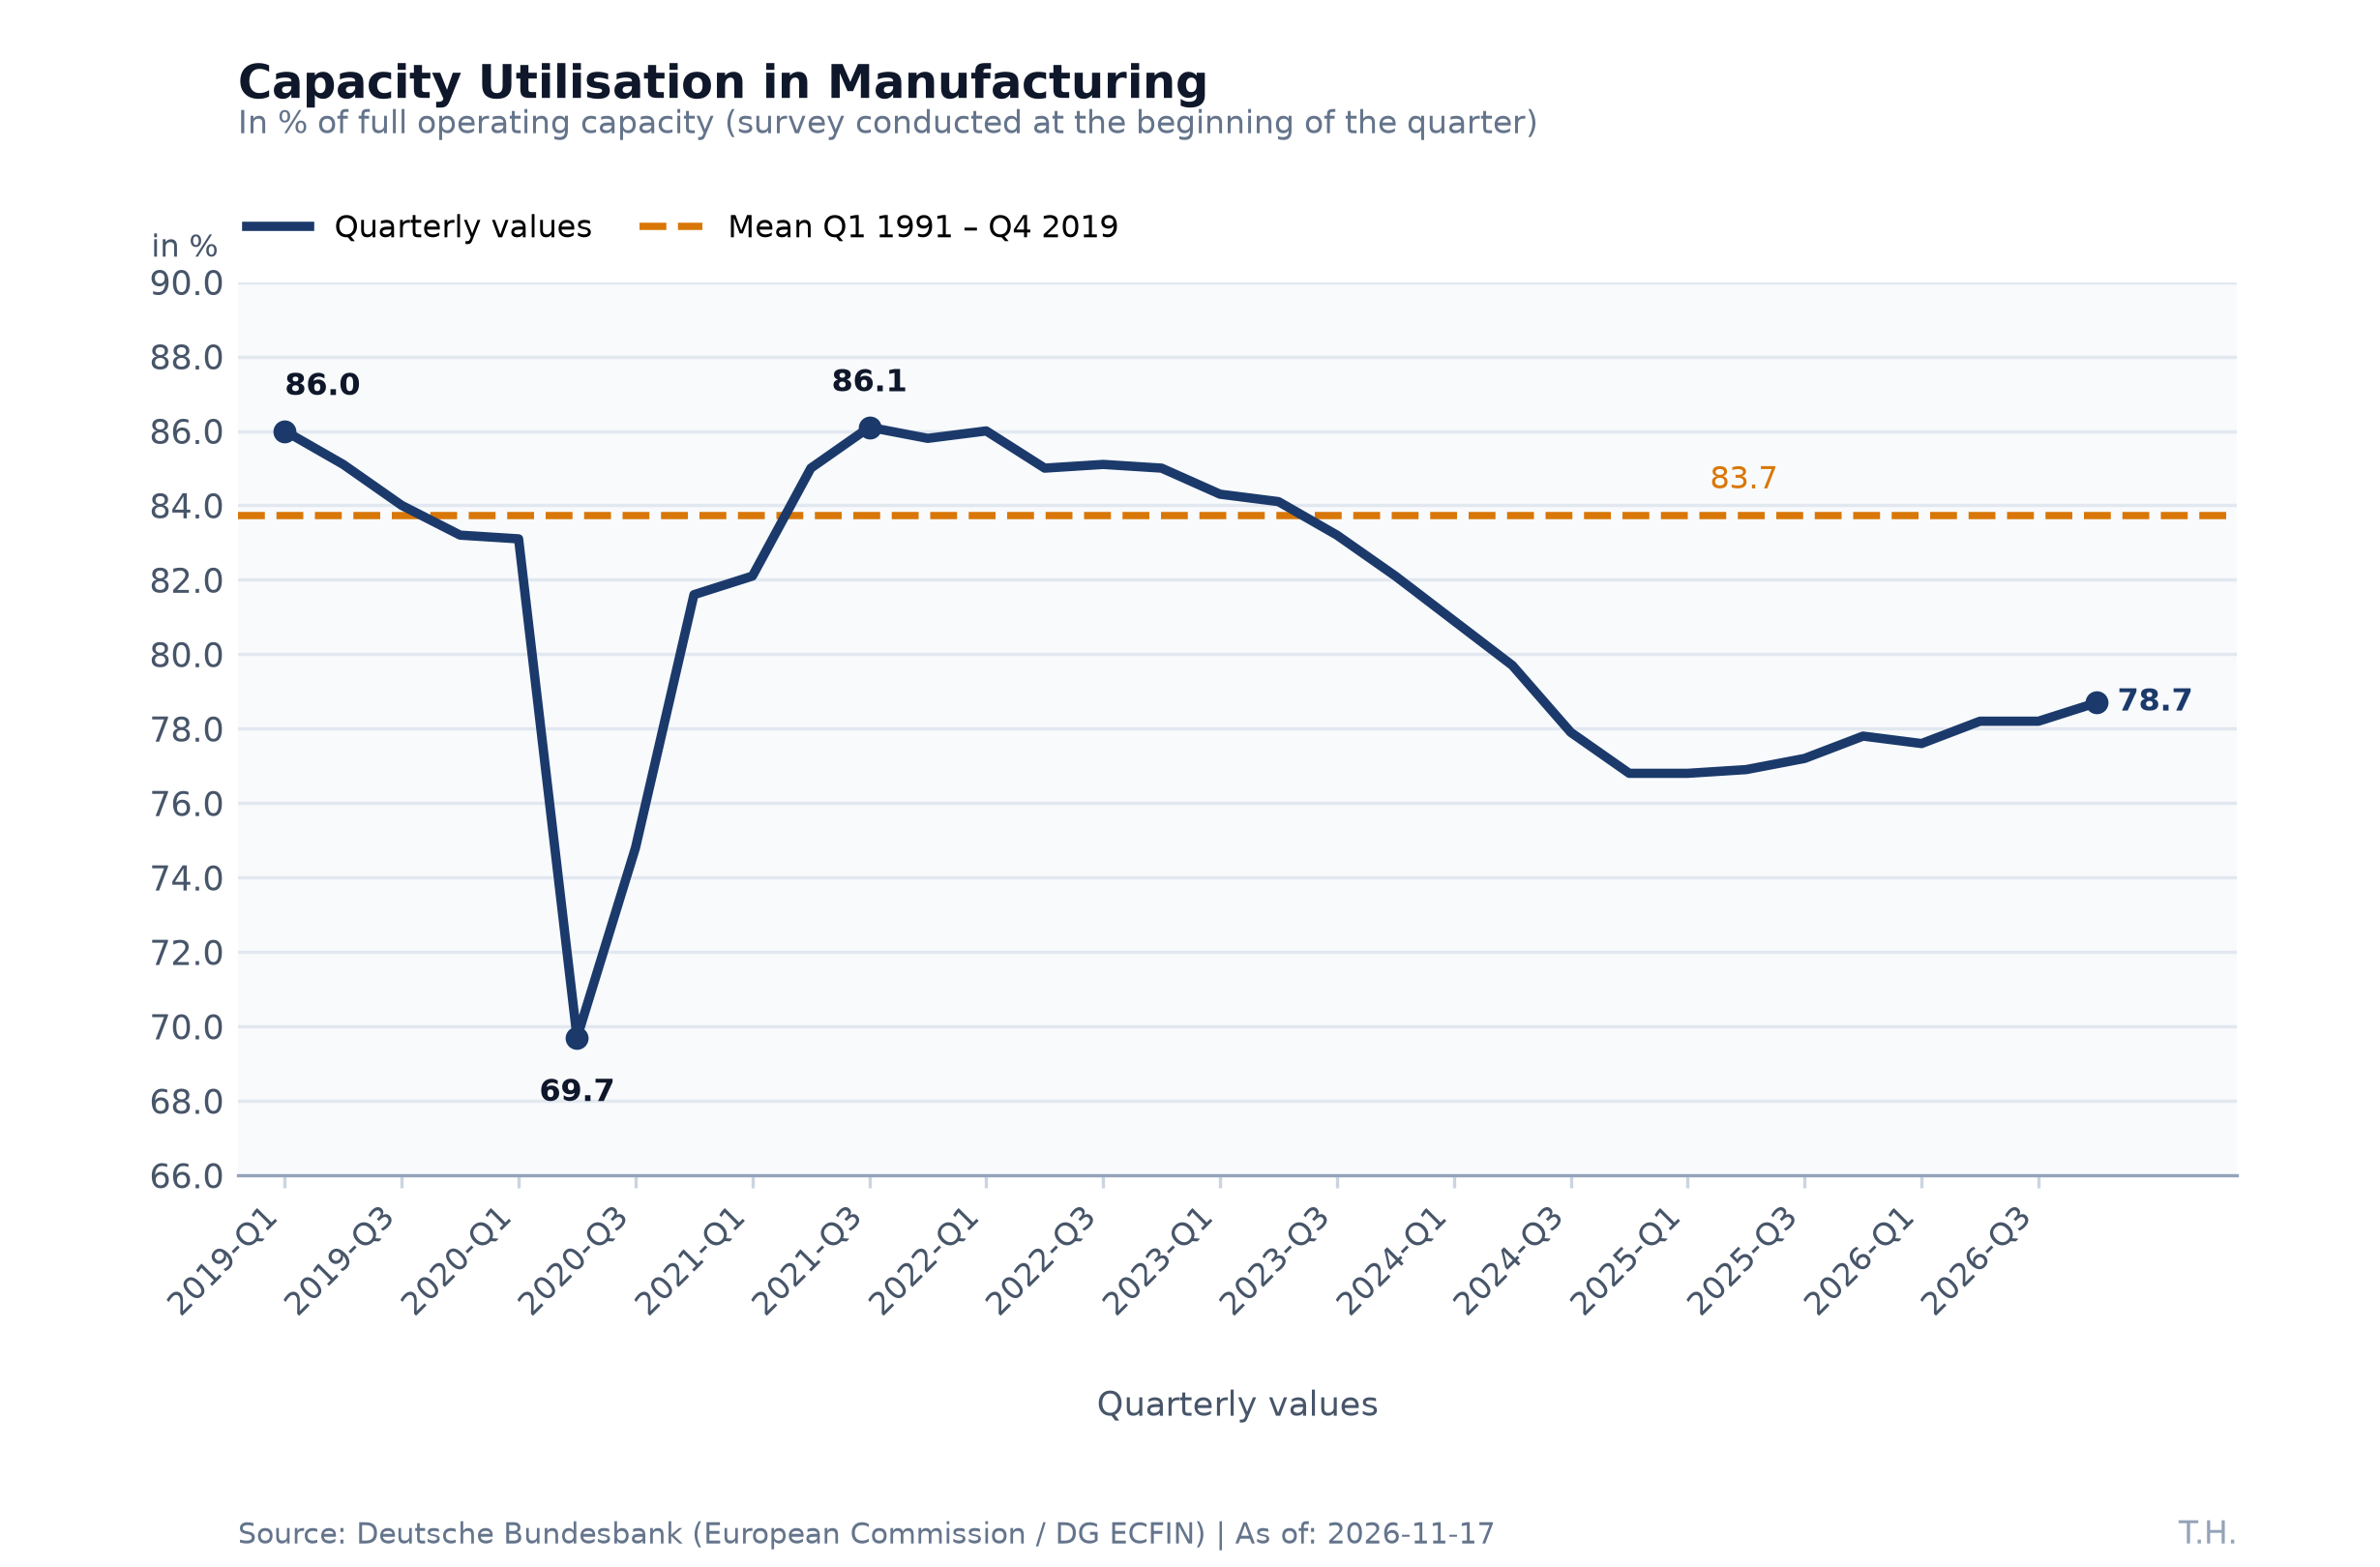 Capacity Utilisation in Manufacturing
In % of full operating capacity (survey conducted at the beginning of the quarter)
Quarterly values
Mean Q1 1991 – Q4 2019
in %
90.0
88.0
86.0
84.0
82.0
80.0
78.0
76.0
74.0
72.0
70.0
68.0
66.0
86.0
86.1
83.7
78.7
69.7
2019-Q1
2019-Q3
2020-Q1
2020-Q3
2021-Q1
2021-Q3
2022-Q1
2022-Q3
2023-Q1
2023-Q3
2024-Q1
2024-Q3
2025-Q1
2025-Q3
2026-Q1
2026-Q3
Quarterly values
Source: Deutsche Bundesbank (European Commission / DG ECFIN) | As of: 2026-11-17
T.H.